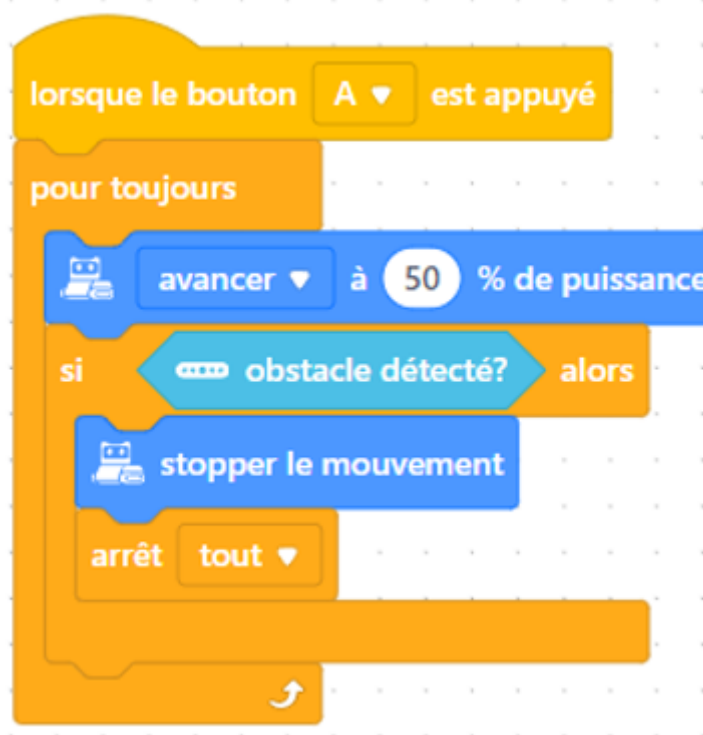 lorsque le bouton A est appuyé
pour toujours
avancer à 50 % de puissance
si obstacle détecté? alors
stopper le mouvement
arrêt tout